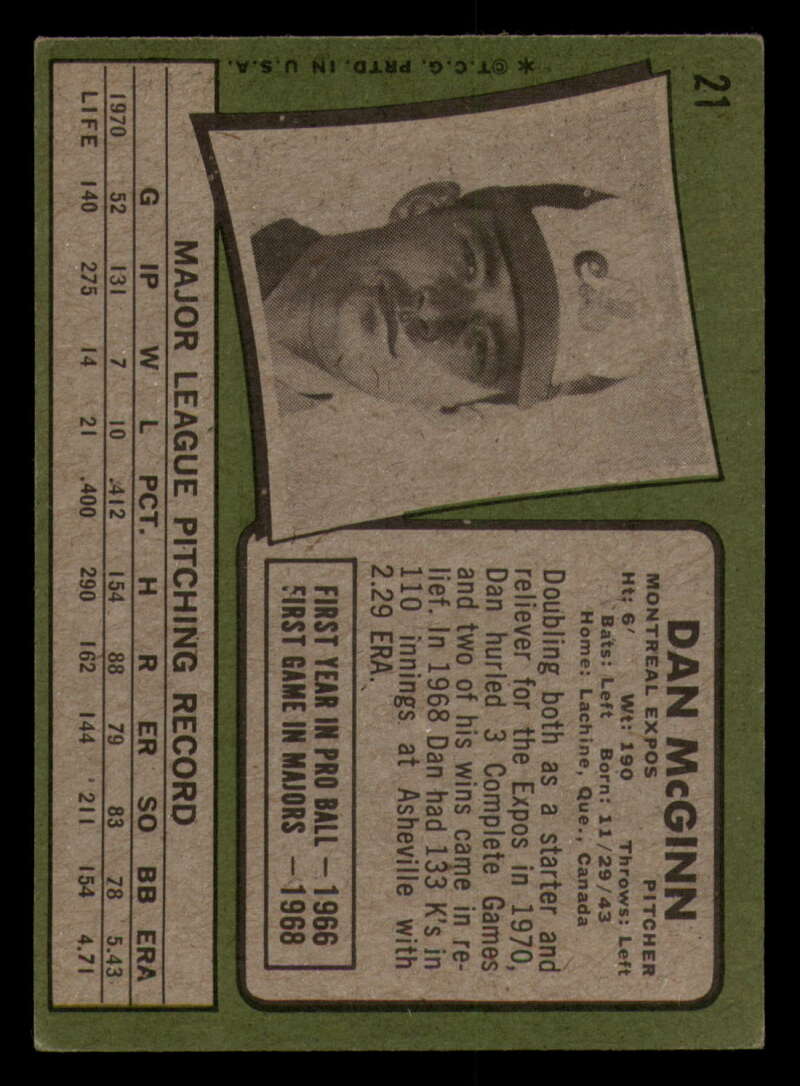 21
DAN McGINN
MONTREAL EXPOS PITCHER
Ht: 6' Wt: 190 Throws: Left
Bats: Left Born: 11/29/43
Home: Lachine, Que., Canada
Doubling both as a starter and
reliever for the Expos in 1970,
Dan hurled 3 Complete Games
and two of his wins came in re-
lief. In 1968 Dan had 133 K's in
110 innings at Asheville with
2.29 ERA.
FIRST YEAR IN PRO BALL — 1966
FIRST GAME IN MAJORS — 1968
MAJOR LEAGUE PITCHING RECORD
G IP W L PCT. H R ER SO BB ERA
1970 52 131 7 10 .412 154 88 79 83 78 5.43
LIFE 140 275 14 21 .400 290 162 144 211 154 4.71
* ©T.C.G. PRTD. IN U.S.A.